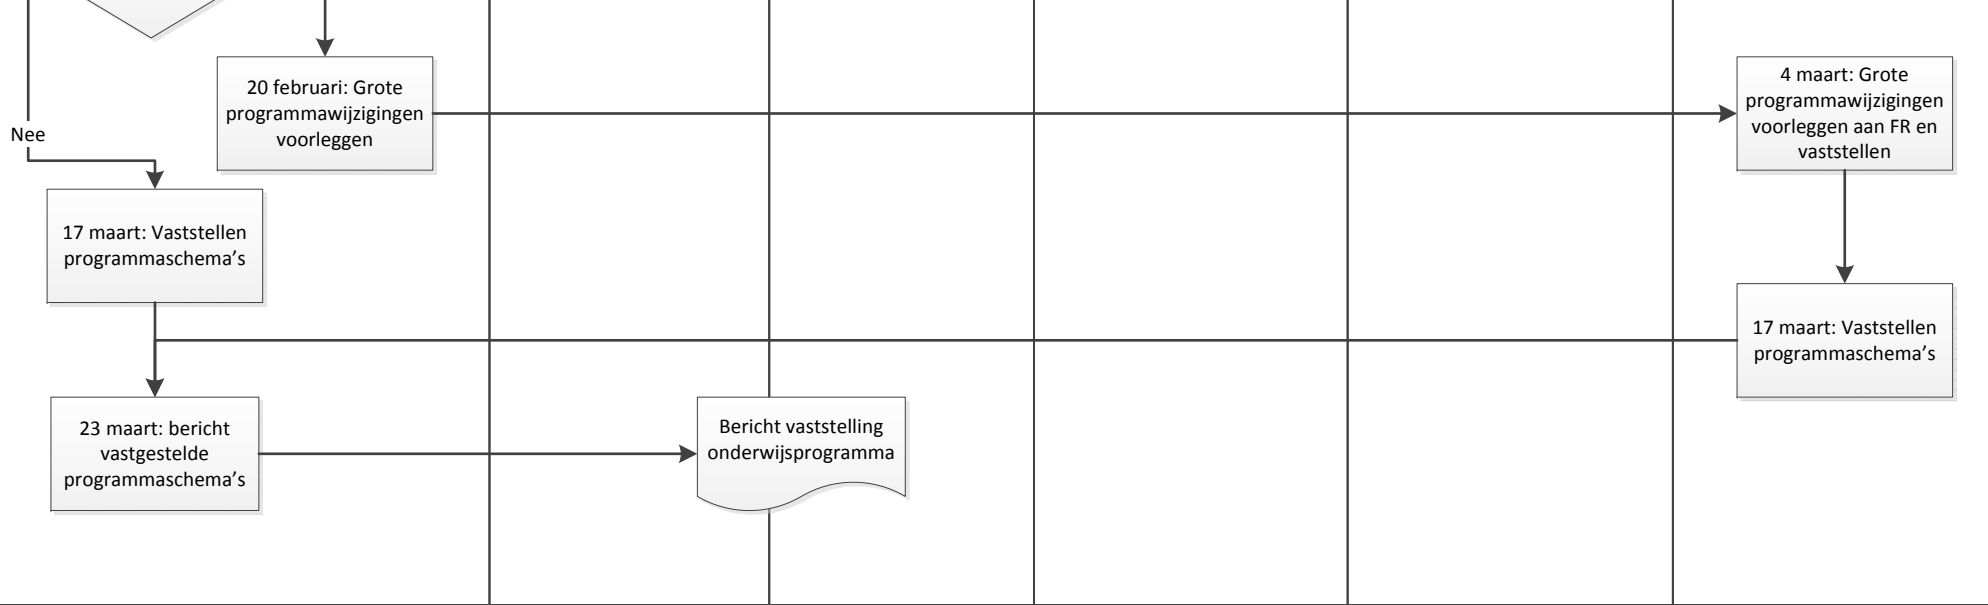 20 februari: Grote
programmawijzigingen
voorleggen
4 maart: Grote
programmawijzigingen
voorleggen aan FR en
vaststellen
Nee
17 maart: Vaststellen
programmaschema’s
17 maart: Vaststellen
programmaschema’s
23 maart: bericht
vastgestelde
programmaschema’s
Bericht vaststelling
onderwijsprogramma